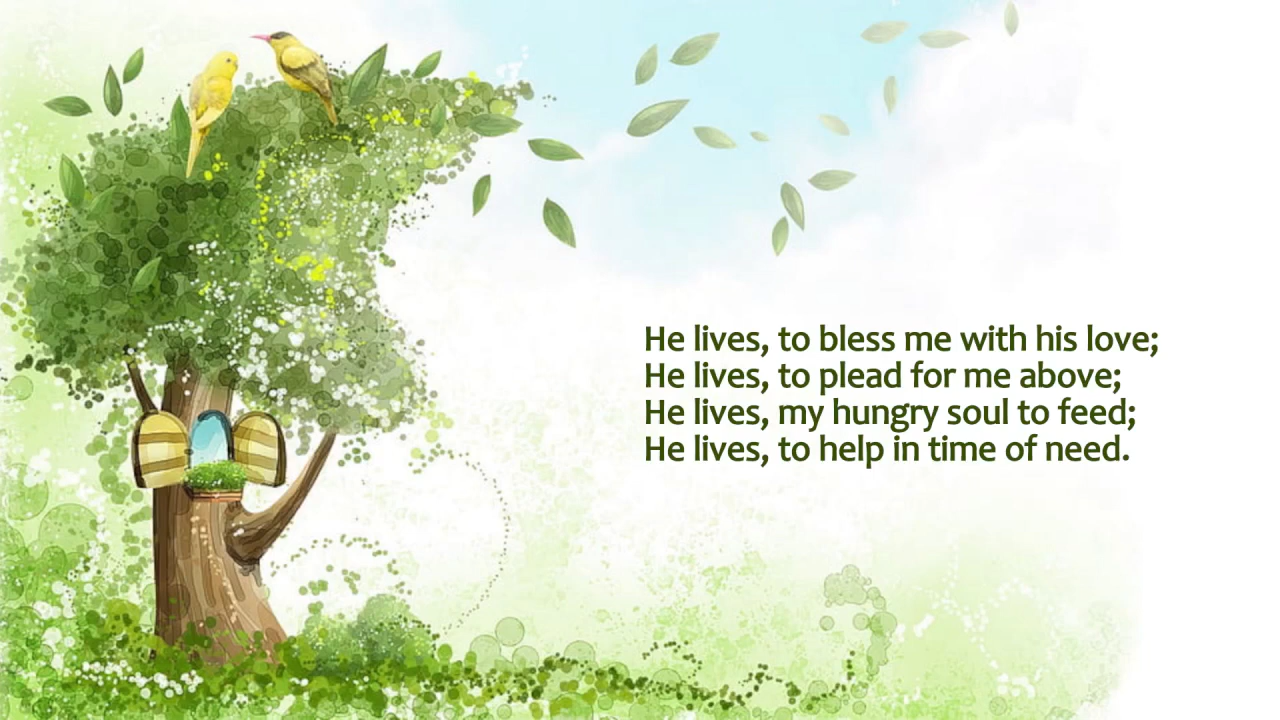 He lives, to bless me with his love;
He lives, to plead for me above;
He lives, my hungry soul to feed;
He lives, to help in time of need.